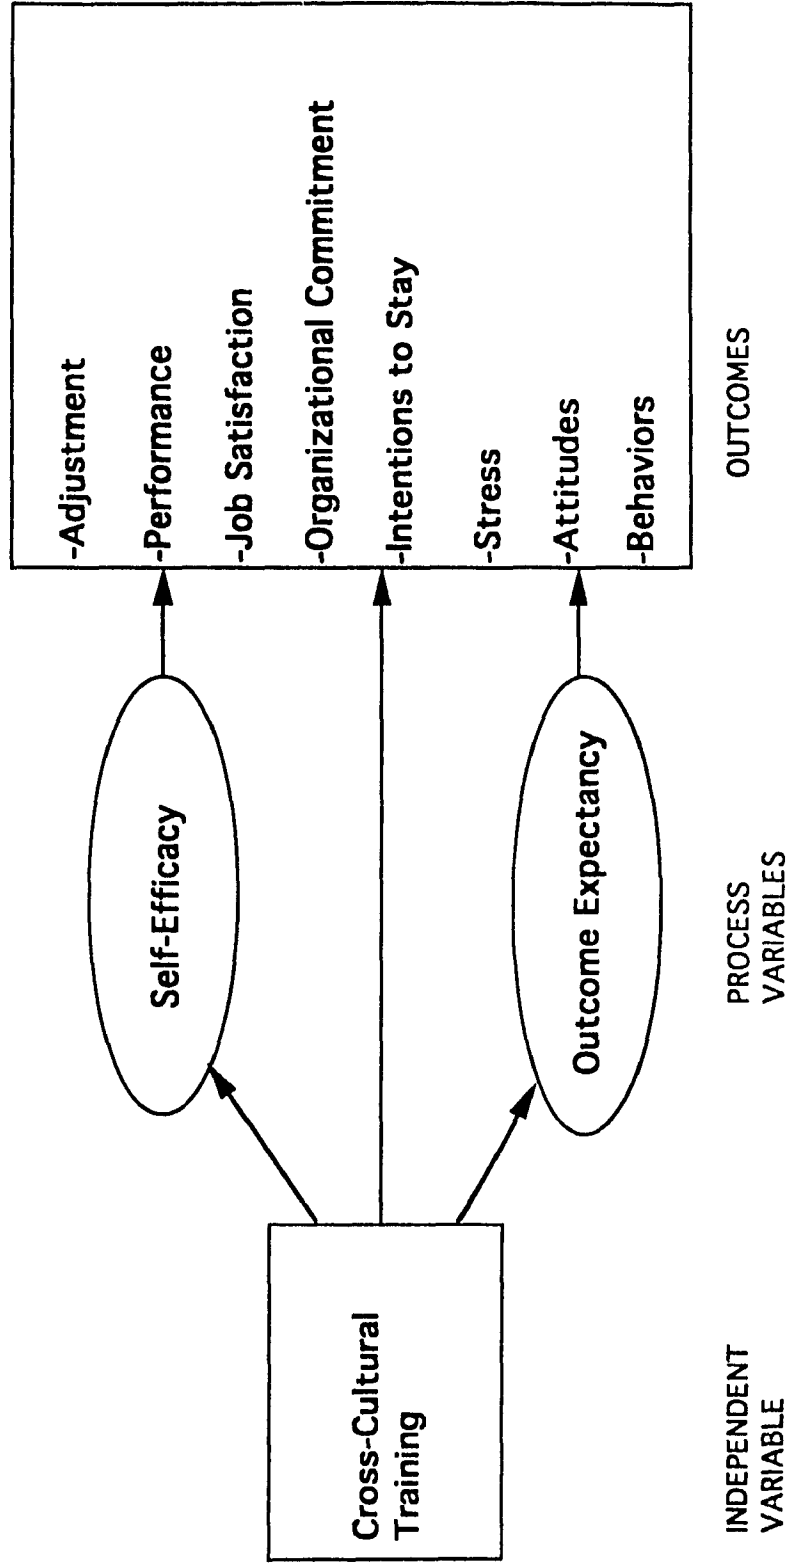 Cross-Cultural
Training
Self-Efficacy
Outcome Expectancy
-Adjustment
-Performance
-Job Satisfaction
-Organizational Commitment
-Intentions to Stay
-Stress
-Attitudes
-Behaviors
INDEPENDENT
VARIABLE
PROCESS
VARIABLES
OUTCOMES